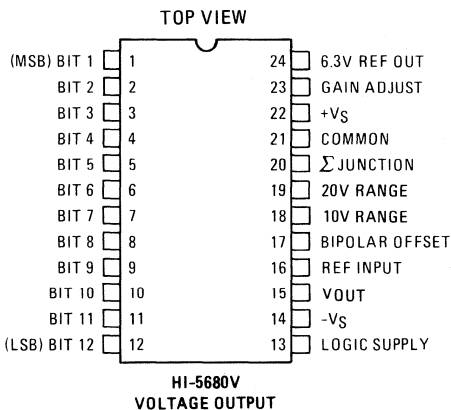 TOP VIEW
(MSB) BIT 1 1 24 6.3V REF OUT
BIT 2 2 23 GAIN ADJUST
BIT 3 3 22 +VS
BIT 4 4 21 COMMON
BIT 5 5 20 Σ JUNCTION
BIT 6 6 19 20V RANGE
BIT 7 7 18 10V RANGE
BIT 8 8 17 BIPOLAR OFFSET
BIT 9 9 16 REF INPUT
BIT 10 10 15 VOUT
BIT 11 11 14 -VS
(LSB) BIT 12 12 13 LOGIC SUPPLY
HI-5680V
VOLTAGE OUTPUT